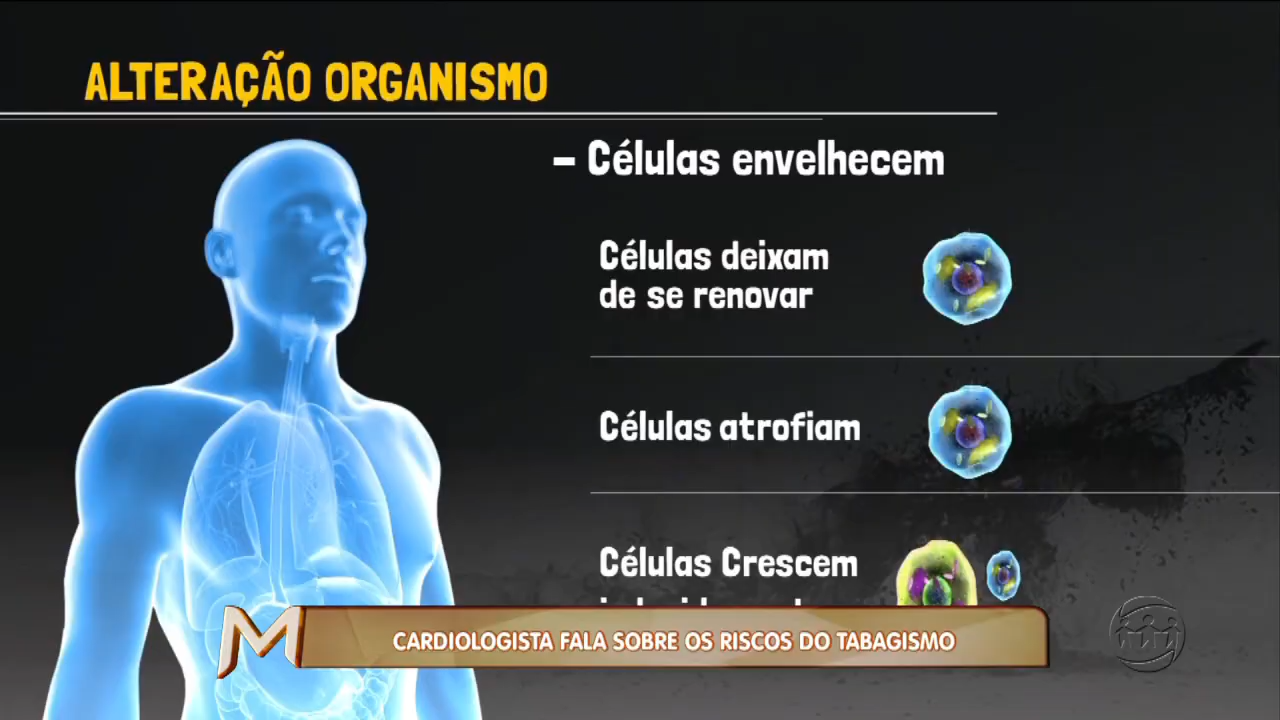 ALTERAÇÃO ORGANISMO
– Células envelhecem
Células deixam
de se renovar
Células atrofiam
Células Crescem
M
CARDIOLOGISTA FALA SOBRE OS RISCOS DO TABAGISMO